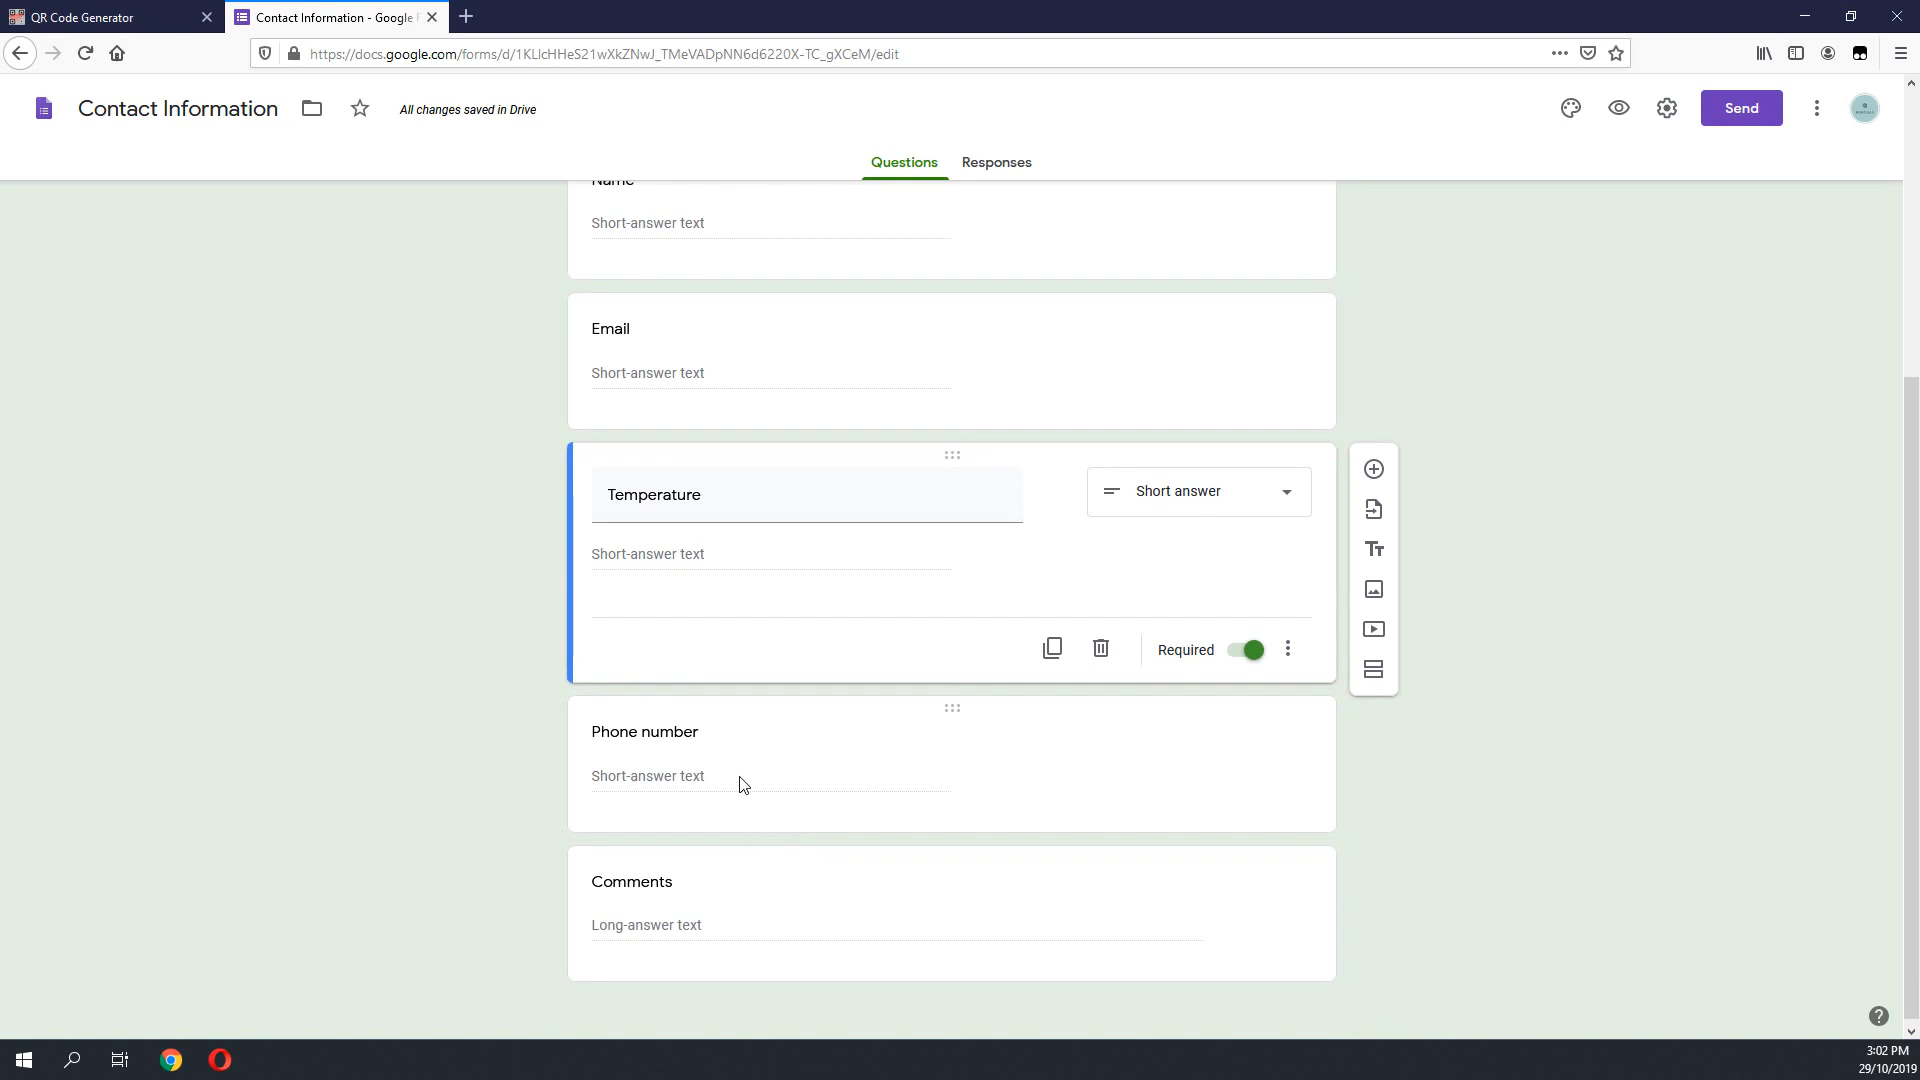 QR Code Generator
Contact Information - Google F
https://docs.google.com/forms/d/1KLlcHHeS21wXkZNwJ_TMeVADpNN6d6220X-TC_gXCeM/edit
Contact Information
All changes saved in Drive
Send
Questions
Responses
Name
Short-answer text
Email
Short-answer text
Temperature
Short answer
Short-answer text
Required
Phone number
Short-answer text
Comments
Long-answer text
3:02 PM
29/10/2019